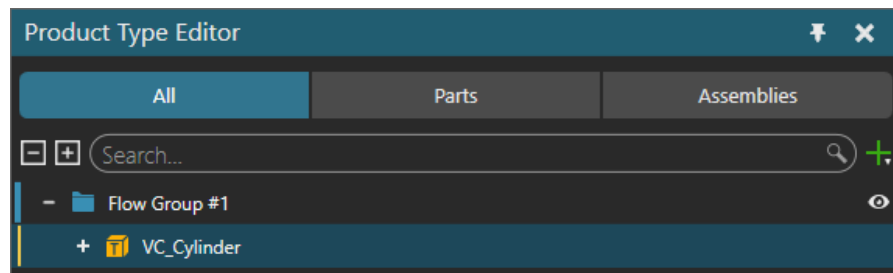 Product Type Editor
All Parts Assemblies
Search...
Flow Group #1
VC_Cylinder